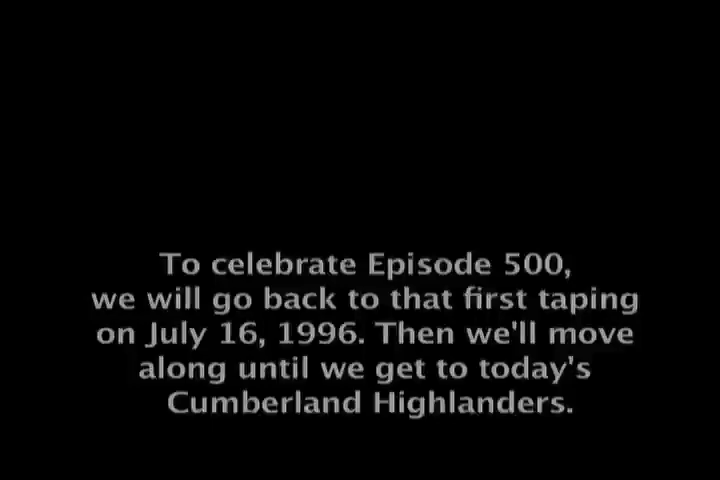 To celebrate Episode 500,
we will go back to that first taping
on July 16, 1996. Then we'll move
along until we get to today's
Cumberland Highlanders.